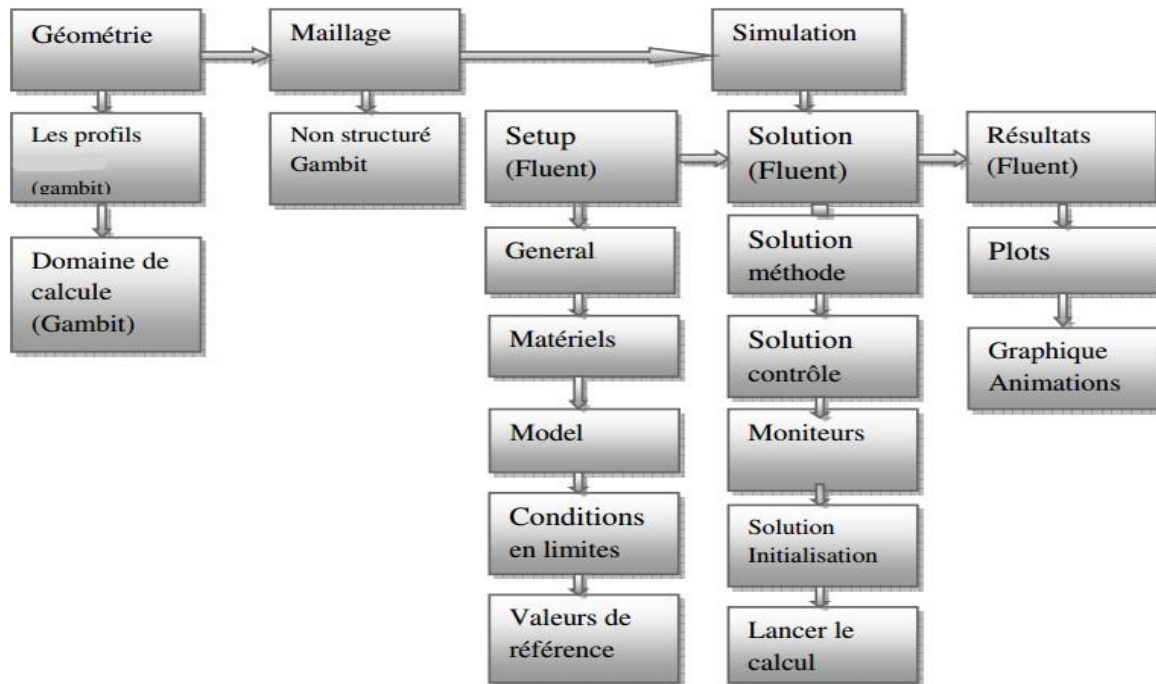 Géométrie
Maillage
Simulation
Les profils
(gambit)
Non structuré
Gambit
Setup
(Fluent)
Solution
(Fluent)
Résultats
(Fluent)
Domaine de
calcule
(Gambit)
General
Solution
méthode
Plots
Matériels
Solution
contrôle
Graphique
Animations
Model
Moniteurs
Conditions
en limites
Solution
Initialisation
Valeurs de
référence
Lancer le
calcul